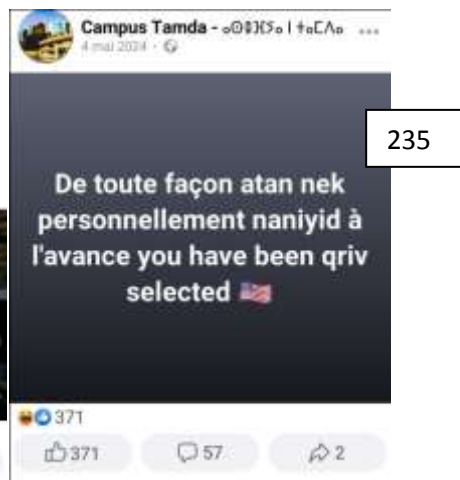 Campus Tamda - ⵏ ⵜⴰⵎⴷⴰ ...
4 mai 2024 ·
235
De toute façon atan nek
personnellement naniyid à
l'avance you have been qriv
selected 🇺🇸
371
371 57 2